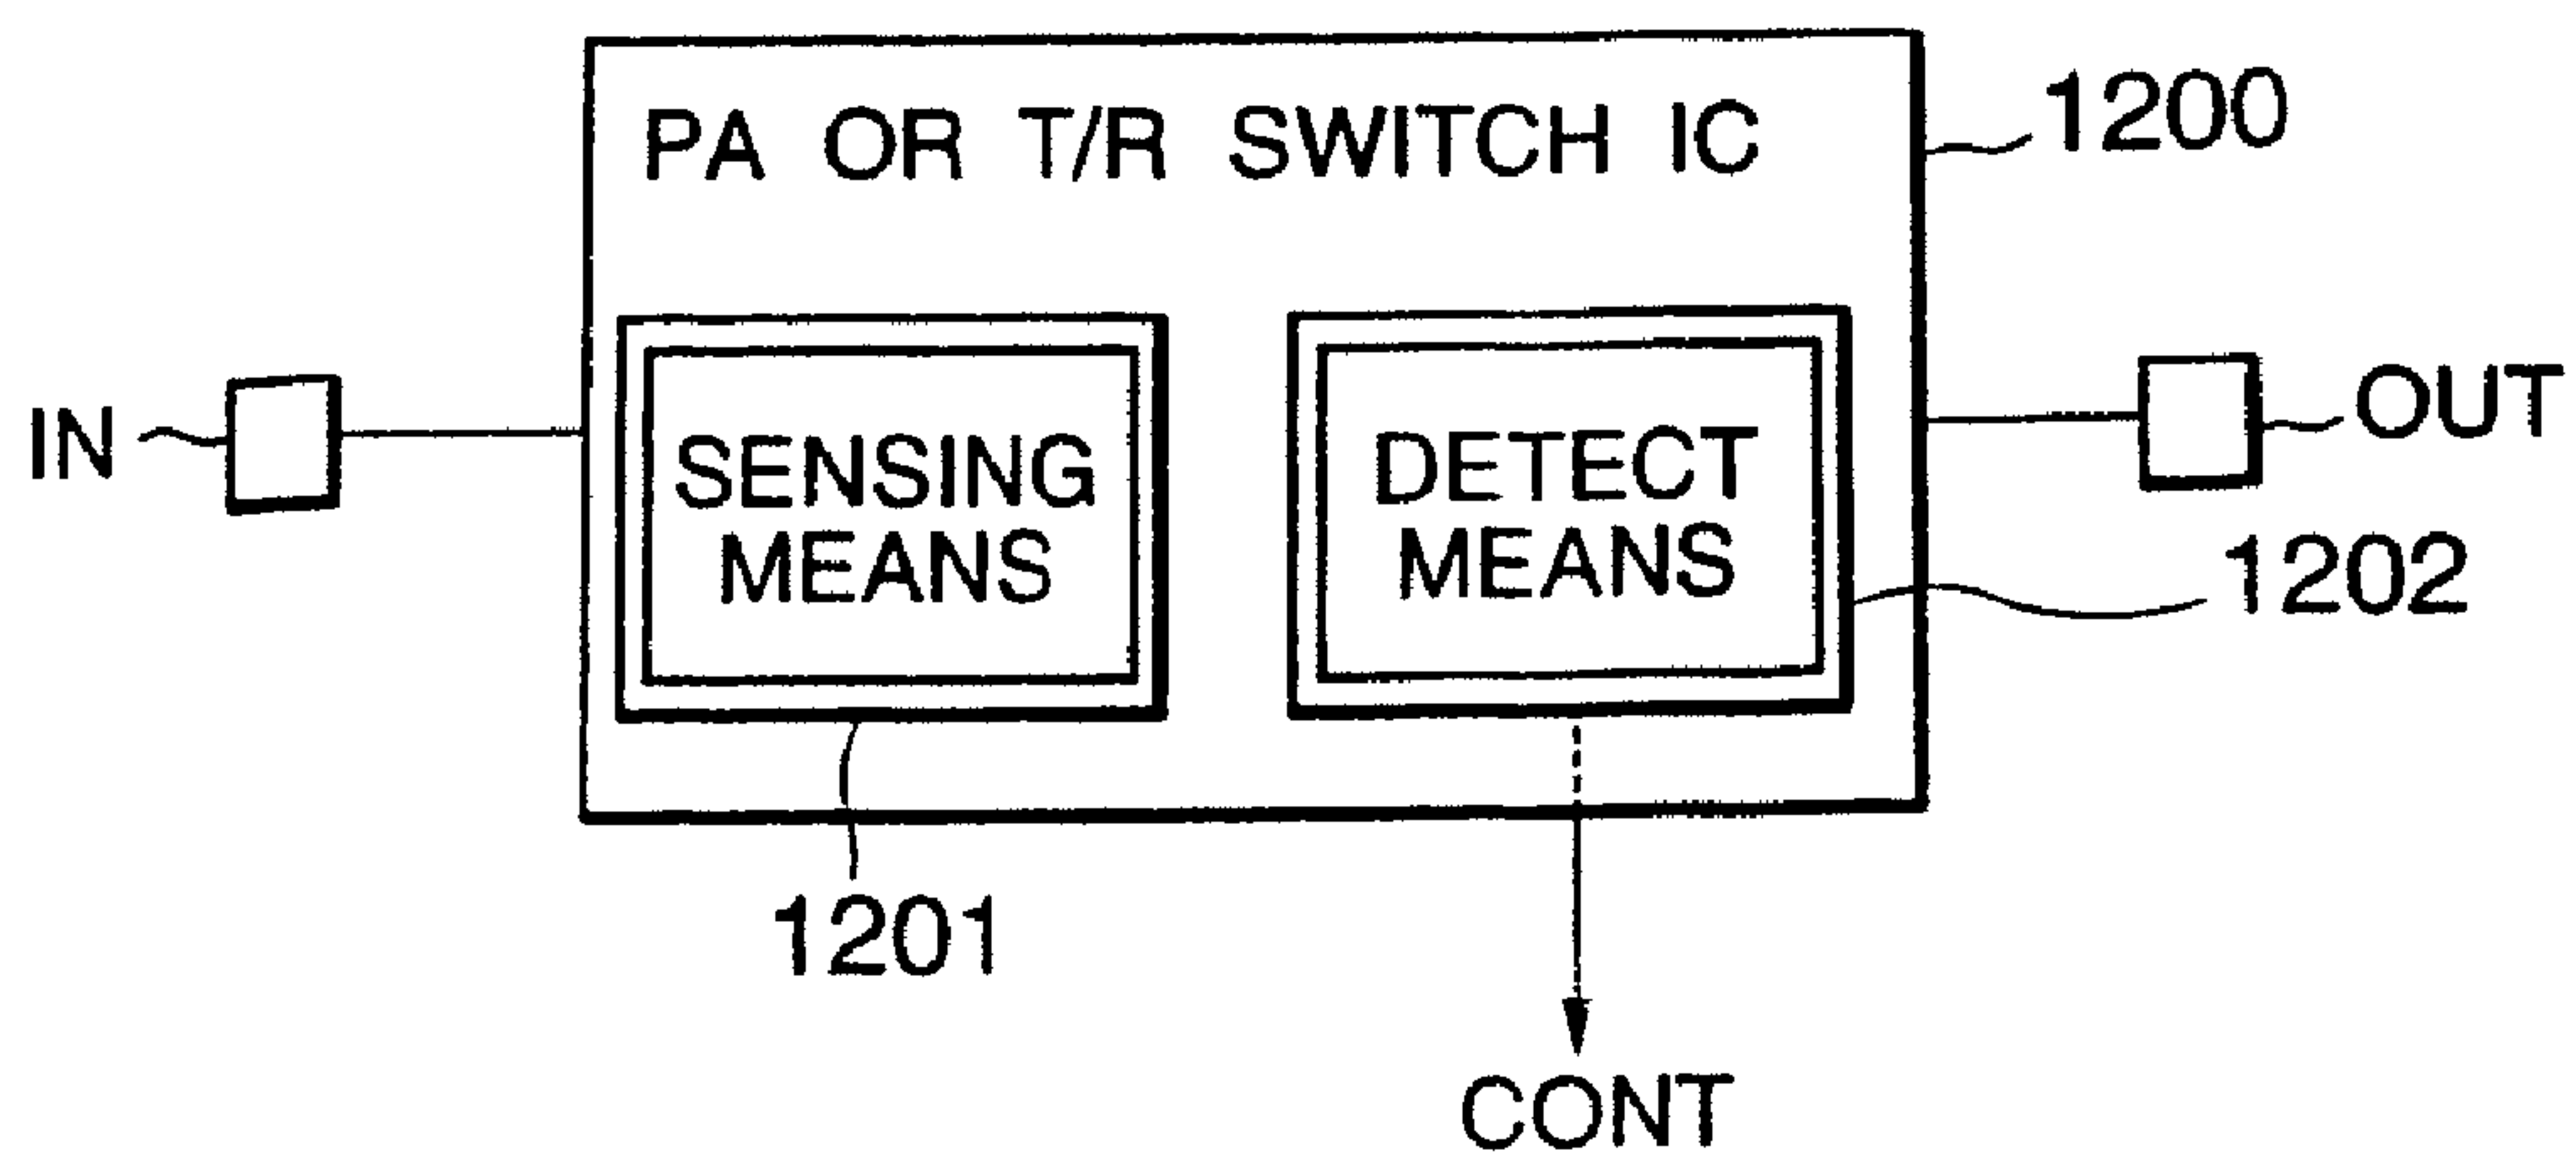 PA OR T/R SWITCH IC
1200
IN
SENSING
MEANS
DETECT
MEANS
OUT
1202
1201
CONT